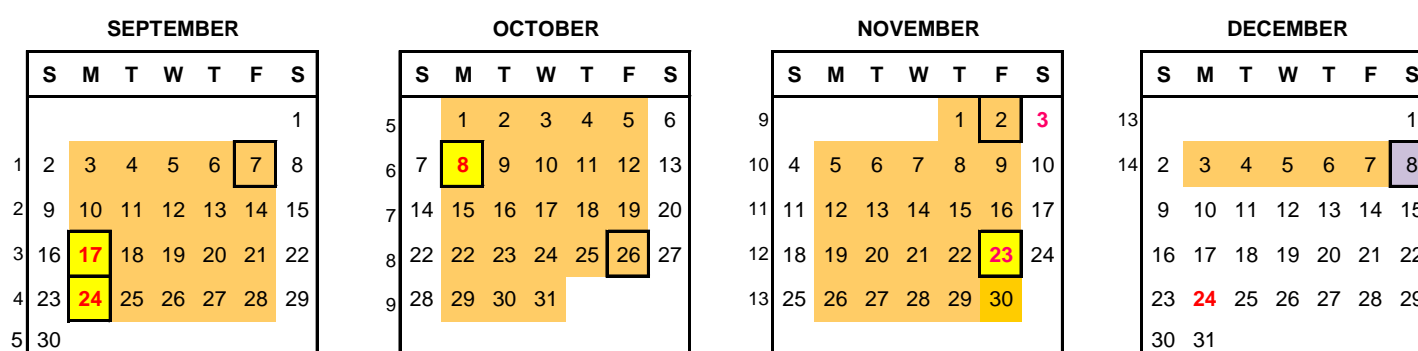 SEPTEMBER
S M T W T F S
1
1 2 3 4 5 6 7 8
2 9 10 11 12 13 14 15
3 16 17 18 19 20 21 22
4 23 24 25 26 27 28 29
5 30
OCTOBER
S M T W T F S
5 1 2 3 4 5 6
6 7 8 9 10 11 12 13
7 14 15 16 17 18 19 20
8 22 22 23 24 25 26 27
9 28 29 30 31
NOVEMBER
S M T W T F S
9 1 2 3
10 4 5 6 7 8 9 10
11 11 12 13 14 15 16 17
12 18 19 20 21 22 23 24
13 25 26 27 28 29 30
DECEMBER
S M T W T F S
13 1
14 2 3 4 5 6 7 8
9 10 11 12 13 14 15
16 17 18 19 20 21 22
23 24 25 26 27 28 29
30 31